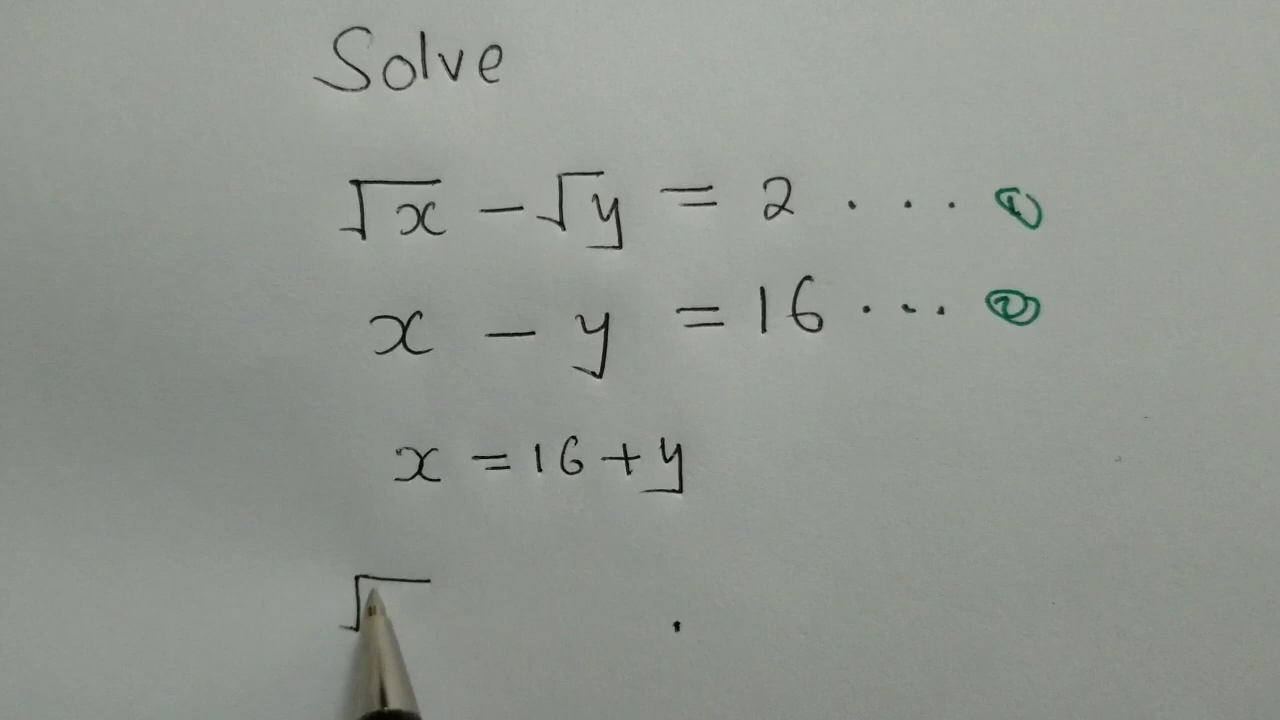 Solve
√x - √y = 2 ... ①
x - y = 16 ... ②
x = 16 + y
√